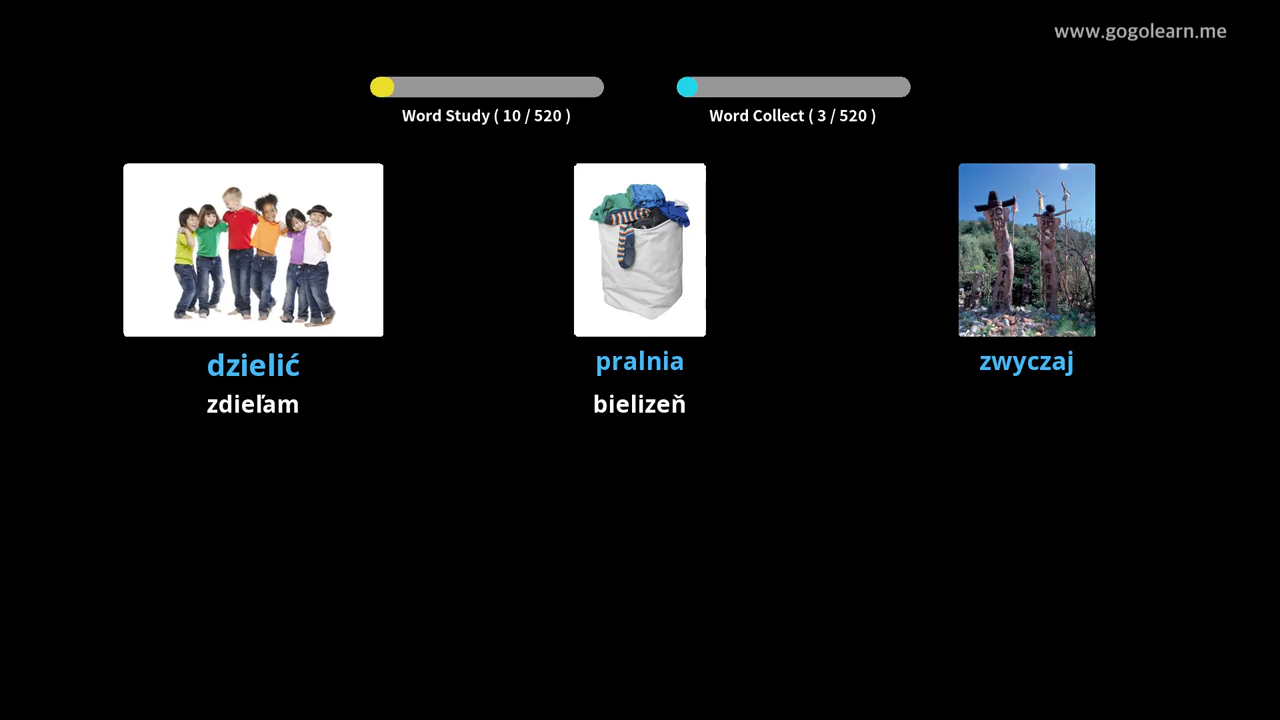 www.gogolearn.me
Word Study ( 10 / 520 )
Word Collect ( 3 / 520 )
dzielić
pralnia
zwyczaj
zdieľam
bielizeň